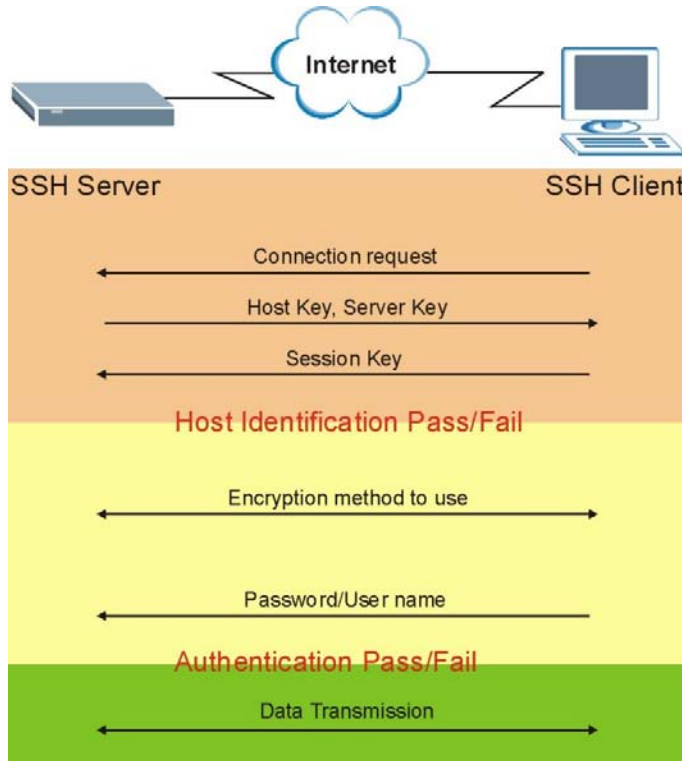 Internet
SSH Server
SSH Client
Connection request
Host Key, Server Key
Session Key
Host Identification Pass/Fail
Encryption method to use
Password/User name
Authentication Pass/Fail
Data Transmission